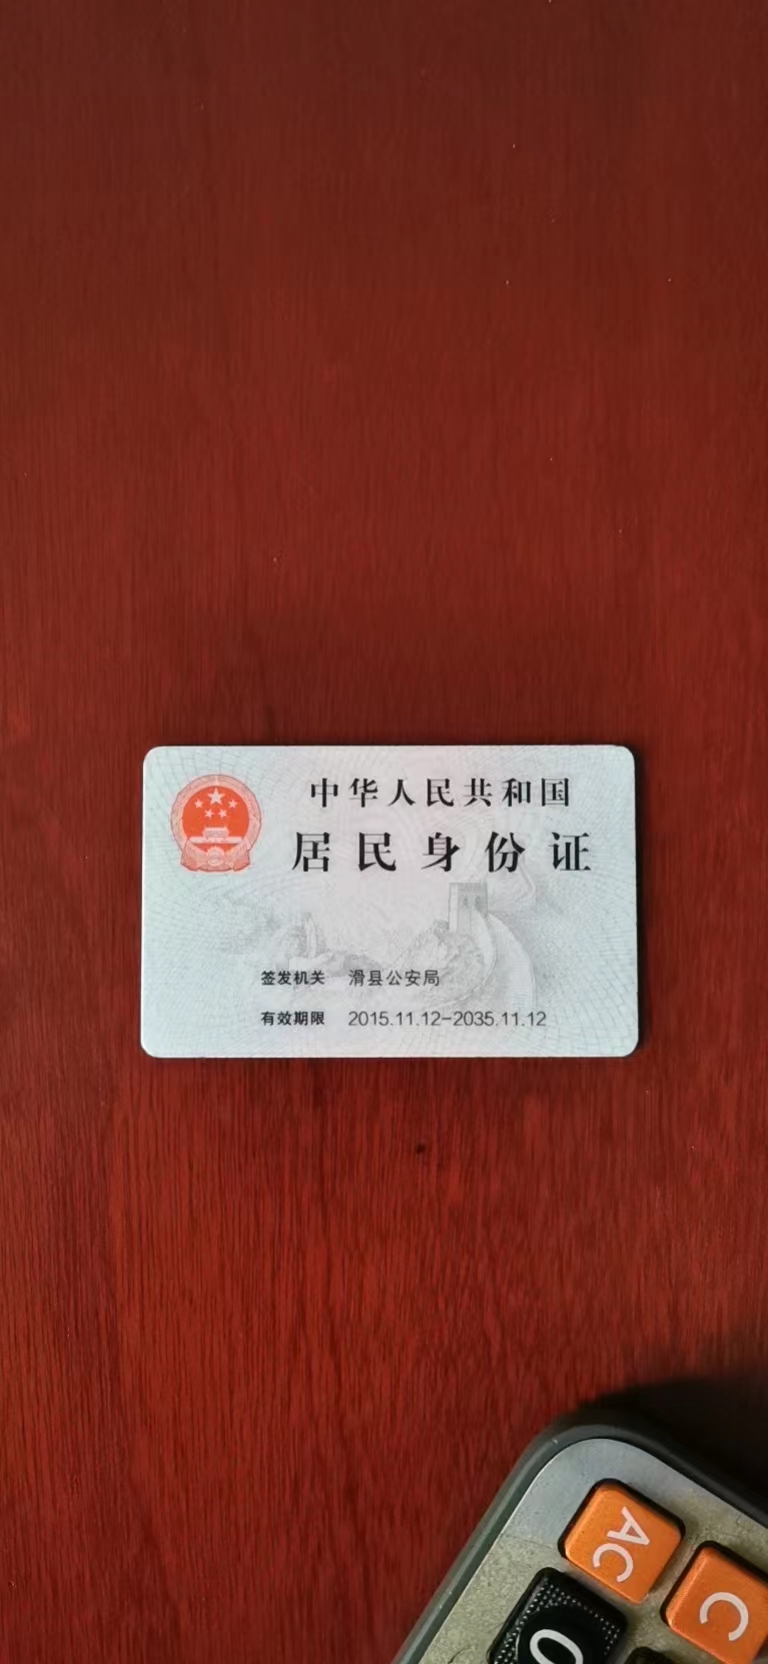 中华人民共和国
居民身份证
签发机关 滑县公安局
有效期限 2015.11.12-2035.11.12
AC
C
0